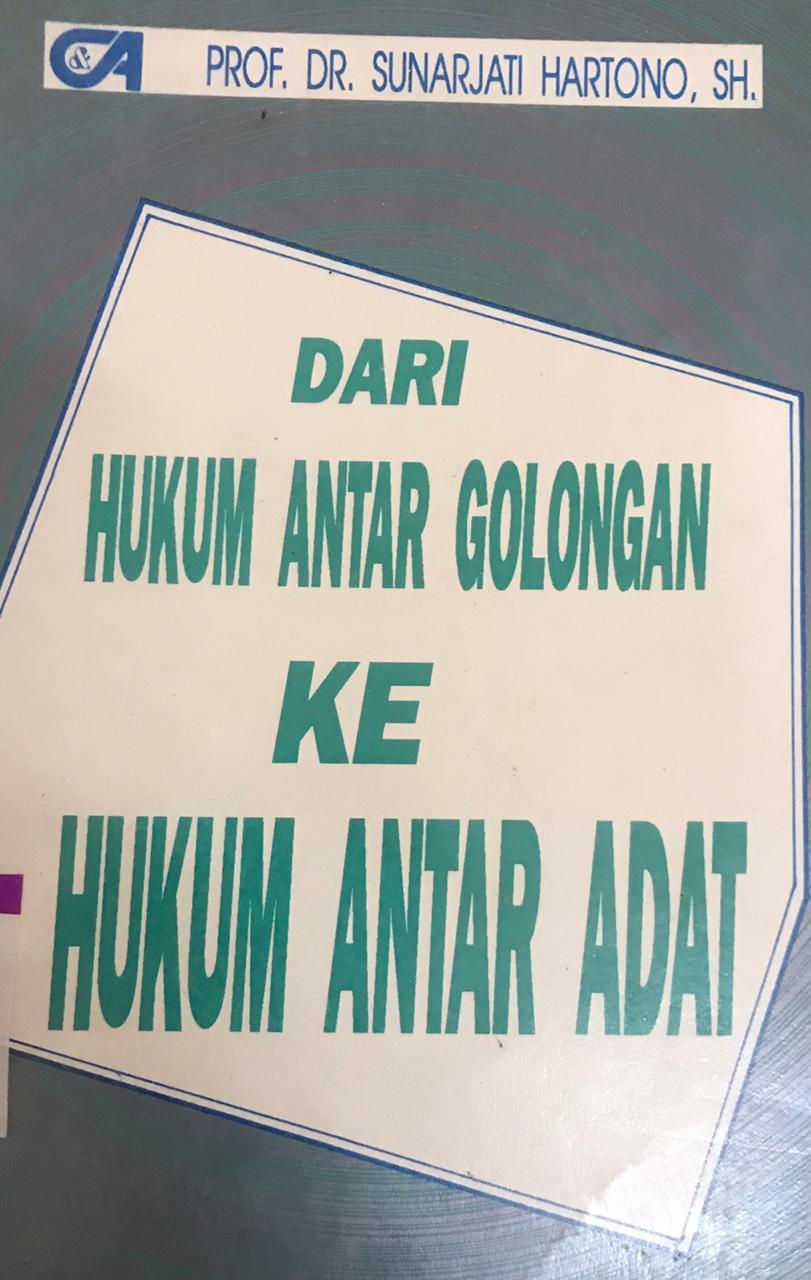 C&A PROF. DR. SUNARJATI HARTONO, SH.
DARI
HUKUM ANTAR GOLONGAN
KE
HUKUM ANTAR ADAT